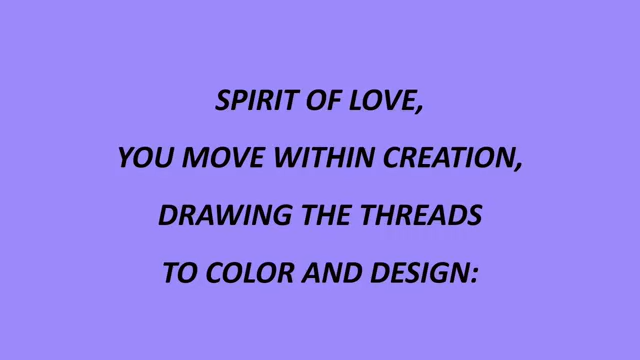 SPIRIT OF LOVE,
YOU MOVE WITHIN CREATION,
DRAWING THE THREADS
TO COLOR AND DESIGN: